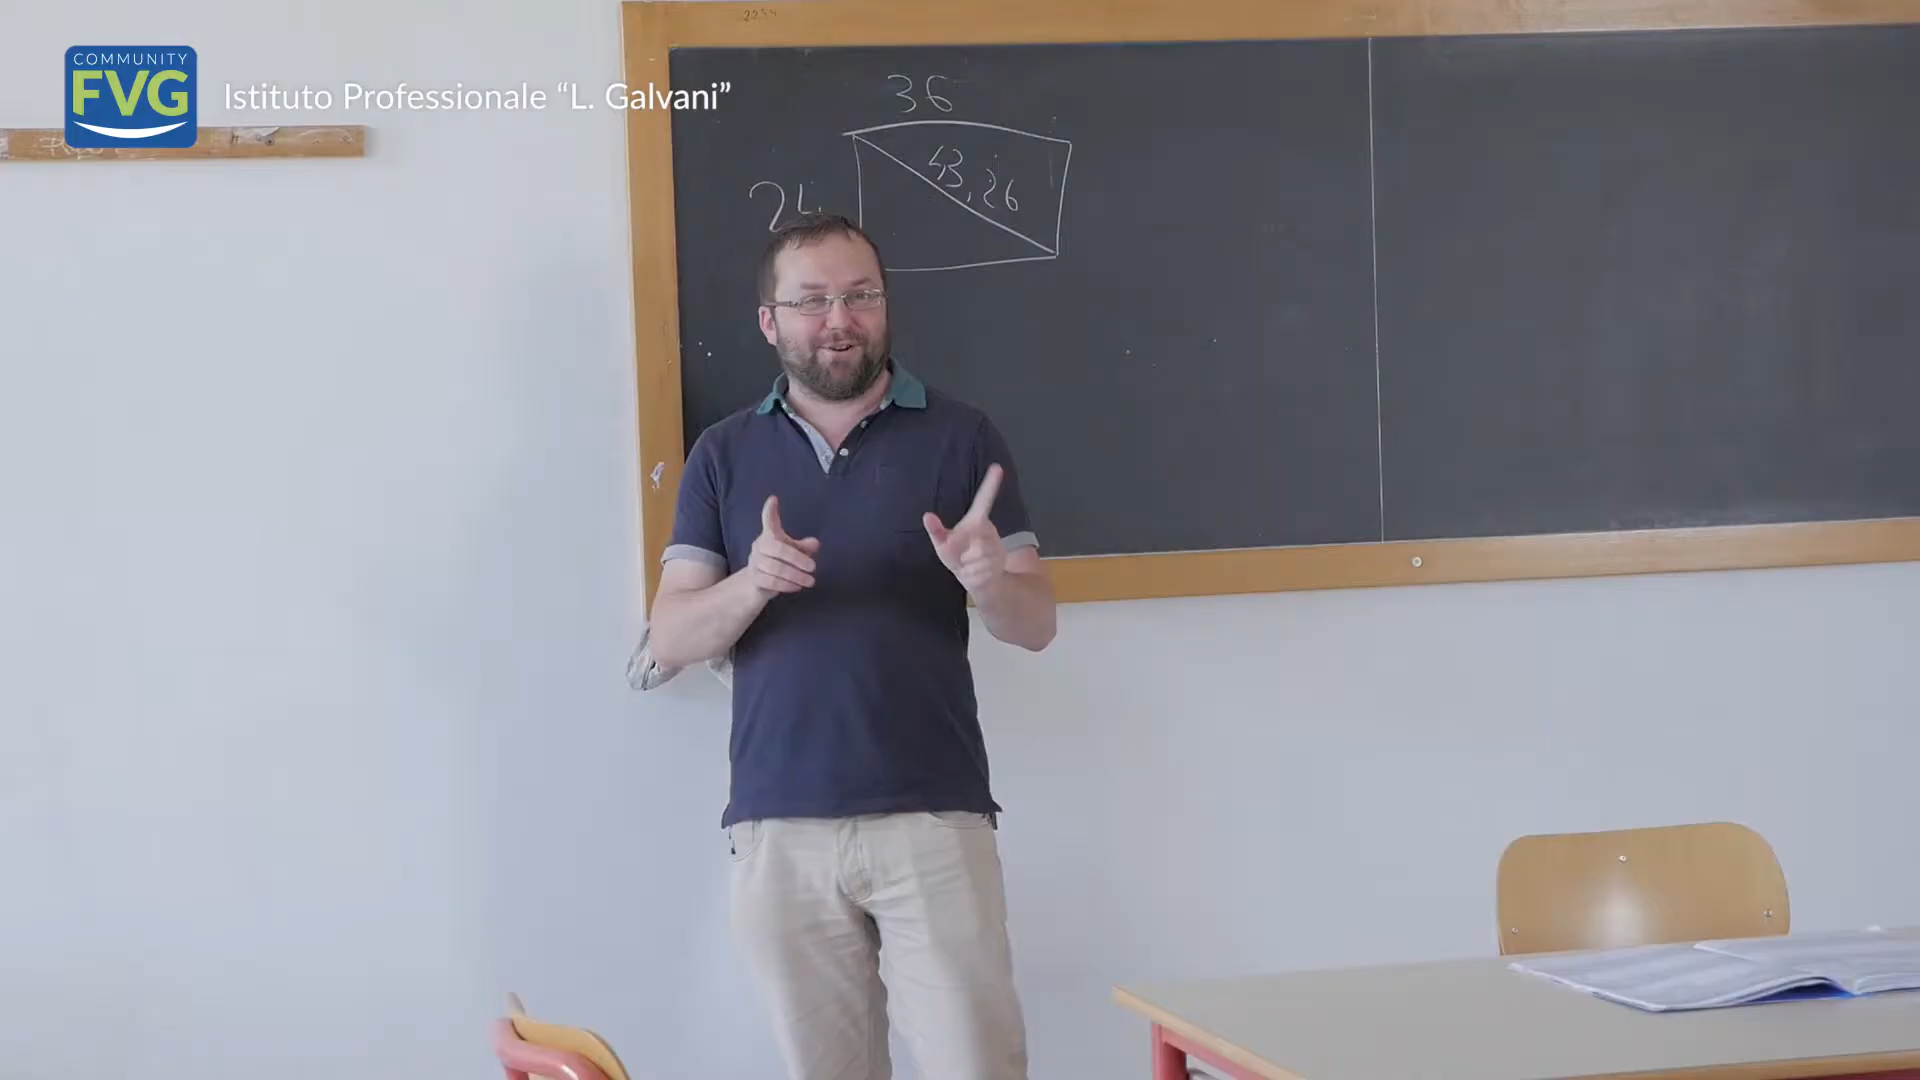 COMMUNITY
FVG
Istituto Professionale “L. Galvani”
36
43,26
24